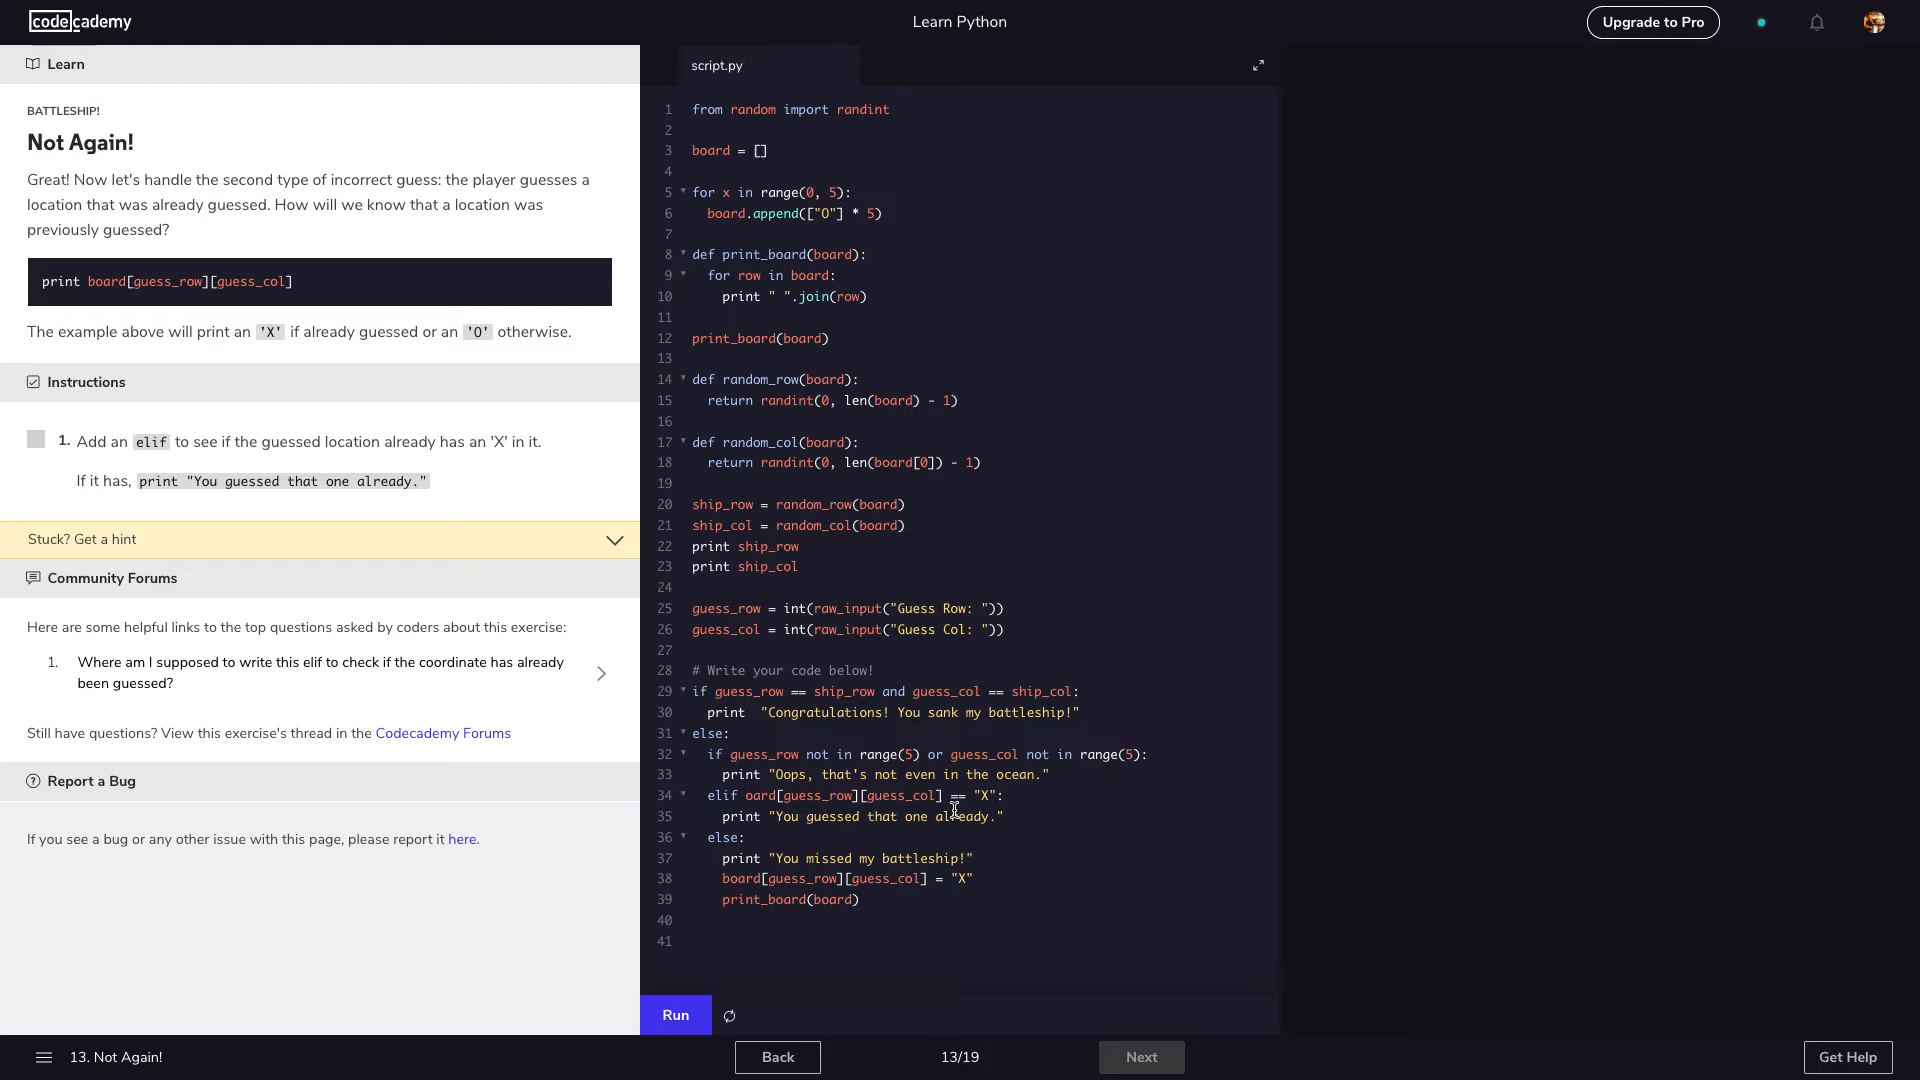 codecademy
Learn Python
Upgrade to Pro
Learn
BATTLESHIP!
Not Again!
Great! Now let's handle the second type of incorrect guess: the player guesses a
location that was already guessed. How will we know that a location was
previously guessed?
print board[guess_row][guess_col]
The example above will print an 'X' if already guessed or an 'O' otherwise.
Instructions
1. Add an elif to see if the guessed location already has an 'X' in it.
If it has, print "You guessed that one already."
Stuck? Get a hint
Community Forums
Here are some helpful links to the top questions asked by coders about this exercise:
1. Where am I supposed to write this elif to check if the coordinate has already
been guessed?
Still have questions? View this exercise's thread in the Codecademy Forums
Report a Bug
If you see a bug or any other issue with this page, please report it here.
script.py
1 from random import randint
2
3 board = []
4
5 for x in range(0, 5):
6   board.append(["O"] * 5)
7
8 def print_board(board):
9   for row in board:
10     print " ".join(row)
11
12 print_board(board)
13
14 def random_row(board):
15   return randint(0, len(board) - 1)
16
17 def random_col(board):
18   return randint(0, len(board[0]) - 1)
19
20 ship_row = random_row(board)
21 ship_col = random_col(board)
22 print ship_row
23 print ship_col
24
25 guess_row = int(raw_input("Guess Row: "))
26 guess_col = int(raw_input("Guess Col: "))
27
28 # Write your code below!
29 if guess_row == ship_row and guess_col == ship_col:
30   print  "Congratulations! You sank my battleship!"
31 else:
32   if guess_row not in range(5) or guess_col not in range(5):
33     print "Oops, that's not even in the ocean."
34   elif oard[guess_row][guess_col] == "X":
35     print "You guessed that one already."
36   else:
37     print "You missed my battleship!"
38     board[guess_row][guess_col] = "X"
39     print_board(board)
40
41
Run
13. Not Again!
Back
13/19
Next
Get Help